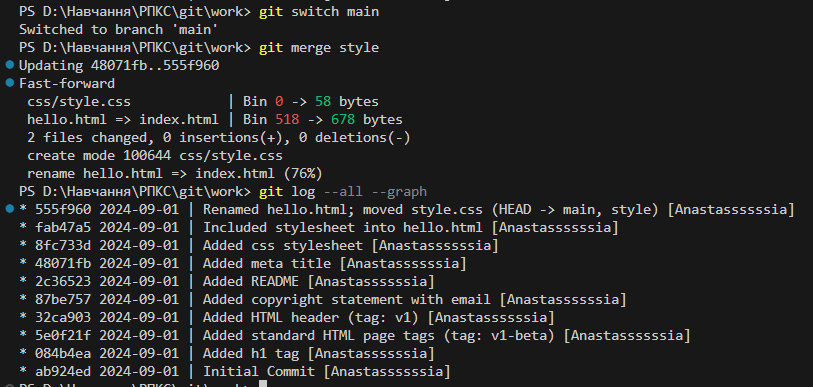 PS D:\Навчання\РПКС\git\work> git switch main
Switched to branch 'main'
PS D:\Навчання\РПКС\git\work> git merge style
Updating 48071fb..555f960
Fast-forward
 css/style.css            | Bin 0 -> 58 bytes
 hello.html => index.html | Bin 518 -> 678 bytes
 2 files changed, 0 insertions(+), 0 deletions(-)
 create mode 100644 css/style.css
 rename hello.html => index.html (76%)
PS D:\Навчання\РПКС\git\work> git log --all --graph
* 555f960 2024-09-01 | Renamed hello.html; moved style.css (HEAD -> main, style) [Anastassssssia]
* fab47a5 2024-09-01 | Included stylesheet into hello.html [Anastassssssia]
* 8fc733d 2024-09-01 | Added css stylesheet [Anastassssssia]
* 48071fb 2024-09-01 | Added meta title [Anastassssssia]
* 2c36523 2024-09-01 | Added README [Anastassssssia]
* 87be757 2024-09-01 | Added copyright statement with email [Anastassssssia]
* 32ca903 2024-09-01 | Added HTML header (tag: v1) [Anastassssssia]
* 5e0f21f 2024-09-01 | Added standard HTML page tags (tag: v1-beta) [Anastassssssia]
* 084b4ea 2024-09-01 | Added h1 tag [Anastassssssia]
* ab924ed 2024-09-01 | Initial Commit [Anastassssssia]
PS D:\Навчання\РПКС\git\work>